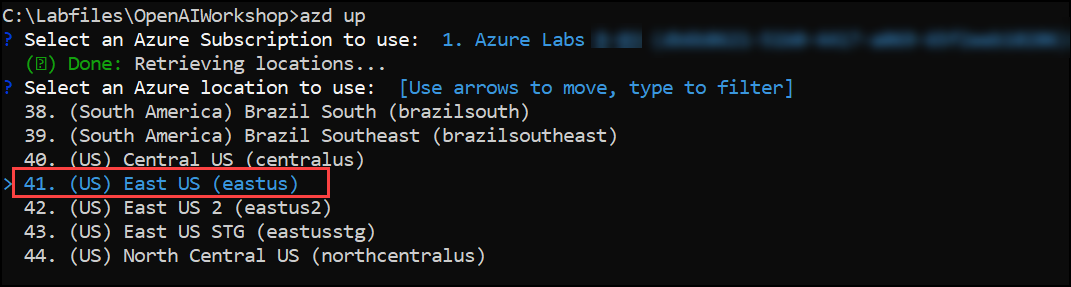 C:\Labfiles\OpenAIWorkshop>azd up
? Select an Azure Subscription to use:  1. Azure Labs
(✓) Done: Retrieving locations...
? Select an Azure location to use:  [Use arrows to move, type to filter]
38. (South America) Brazil South (brazilsouth)
39. (South America) Brazil Southeast (brazilsoutheast)
40. (US) Central US (centralus)
> 41. (US) East US (eastus)
42. (US) East US 2 (eastus2)
43. (US) East US STG (eastusstg)
44. (US) North Central US (northcentralus)